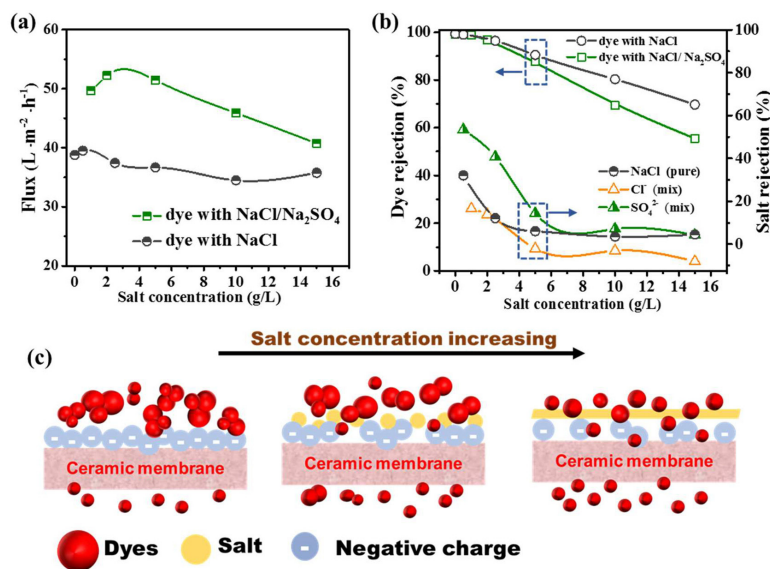 (a)
60
50
40
30
20
Flux (L ·m⁻² ·h⁻¹)
dye with NaCl/Na₂SO₄
dye with NaCl
0 2 4 6 8 10 12 14 16
Salt concentration (g/L)
(b)
100
80
60
40
20
0
Dye rejection (%)
dye with NaCl
dye with NaCl/ Na₂SO₄
NaCl (pure)
Cl⁻ (mix)
SO₄²⁻ (mix)
100
80
60
40
20
0
Salt rejection (%)
0 2 4 6 8 10 12 14 16
Salt concentration (g/L)
(c)
Salt concentration increasing
Ceramic membrane
Ceramic membrane
Ceramic membrane
Dyes
Salt
Negative charge